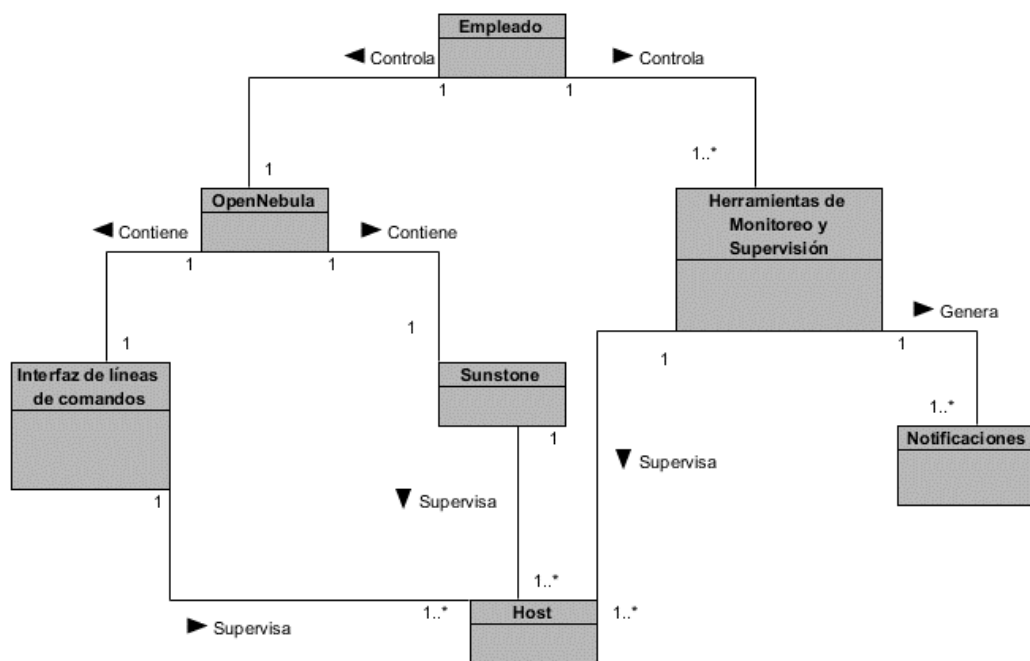 Empleado
Controla
Controla
1
1
1
1..*
OpenNebula
Herramientas de
Monitoreo y
Supervisión
Contiene
Contiene
1
1
Genera
1
1
1
1
Interfaz de líneas
de comandos
Sunstone
1..*
Notificaciones
1
Supervisa
1
Supervisa
1..*
1..*
Host
1..*
Supervisa